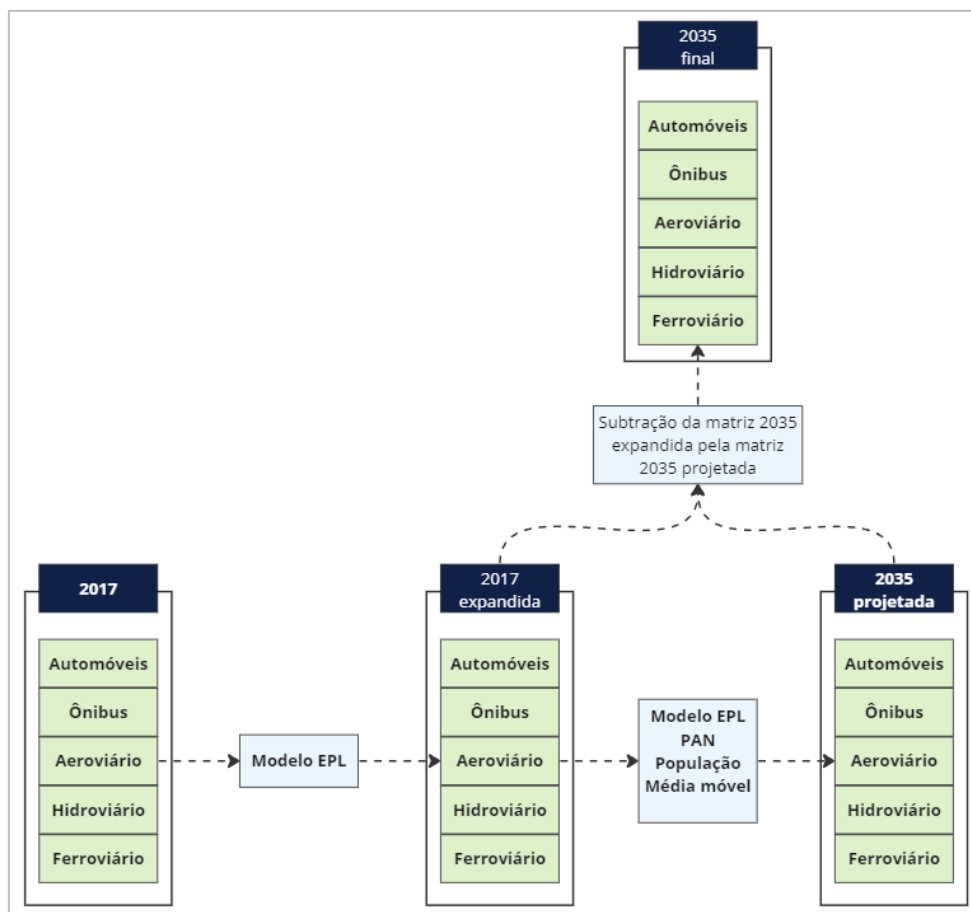 2035
final
Automóveis
Ônibus
Aeroviário
Hidroviário
Ferroviário
Subtração da matriz 2035
expandida pela matriz
2035 projetada
2017
Automóveis
Ônibus
Aeroviário
Hidroviário
Ferroviário
Modelo EPL
2017
expandida
Automóveis
Ônibus
Aeroviário
Hidroviário
Ferroviário
Modelo EPL
PAN
População
Média móvel
2035
projetada
Automóveis
Ônibus
Aeroviário
Hidroviário
Ferroviário